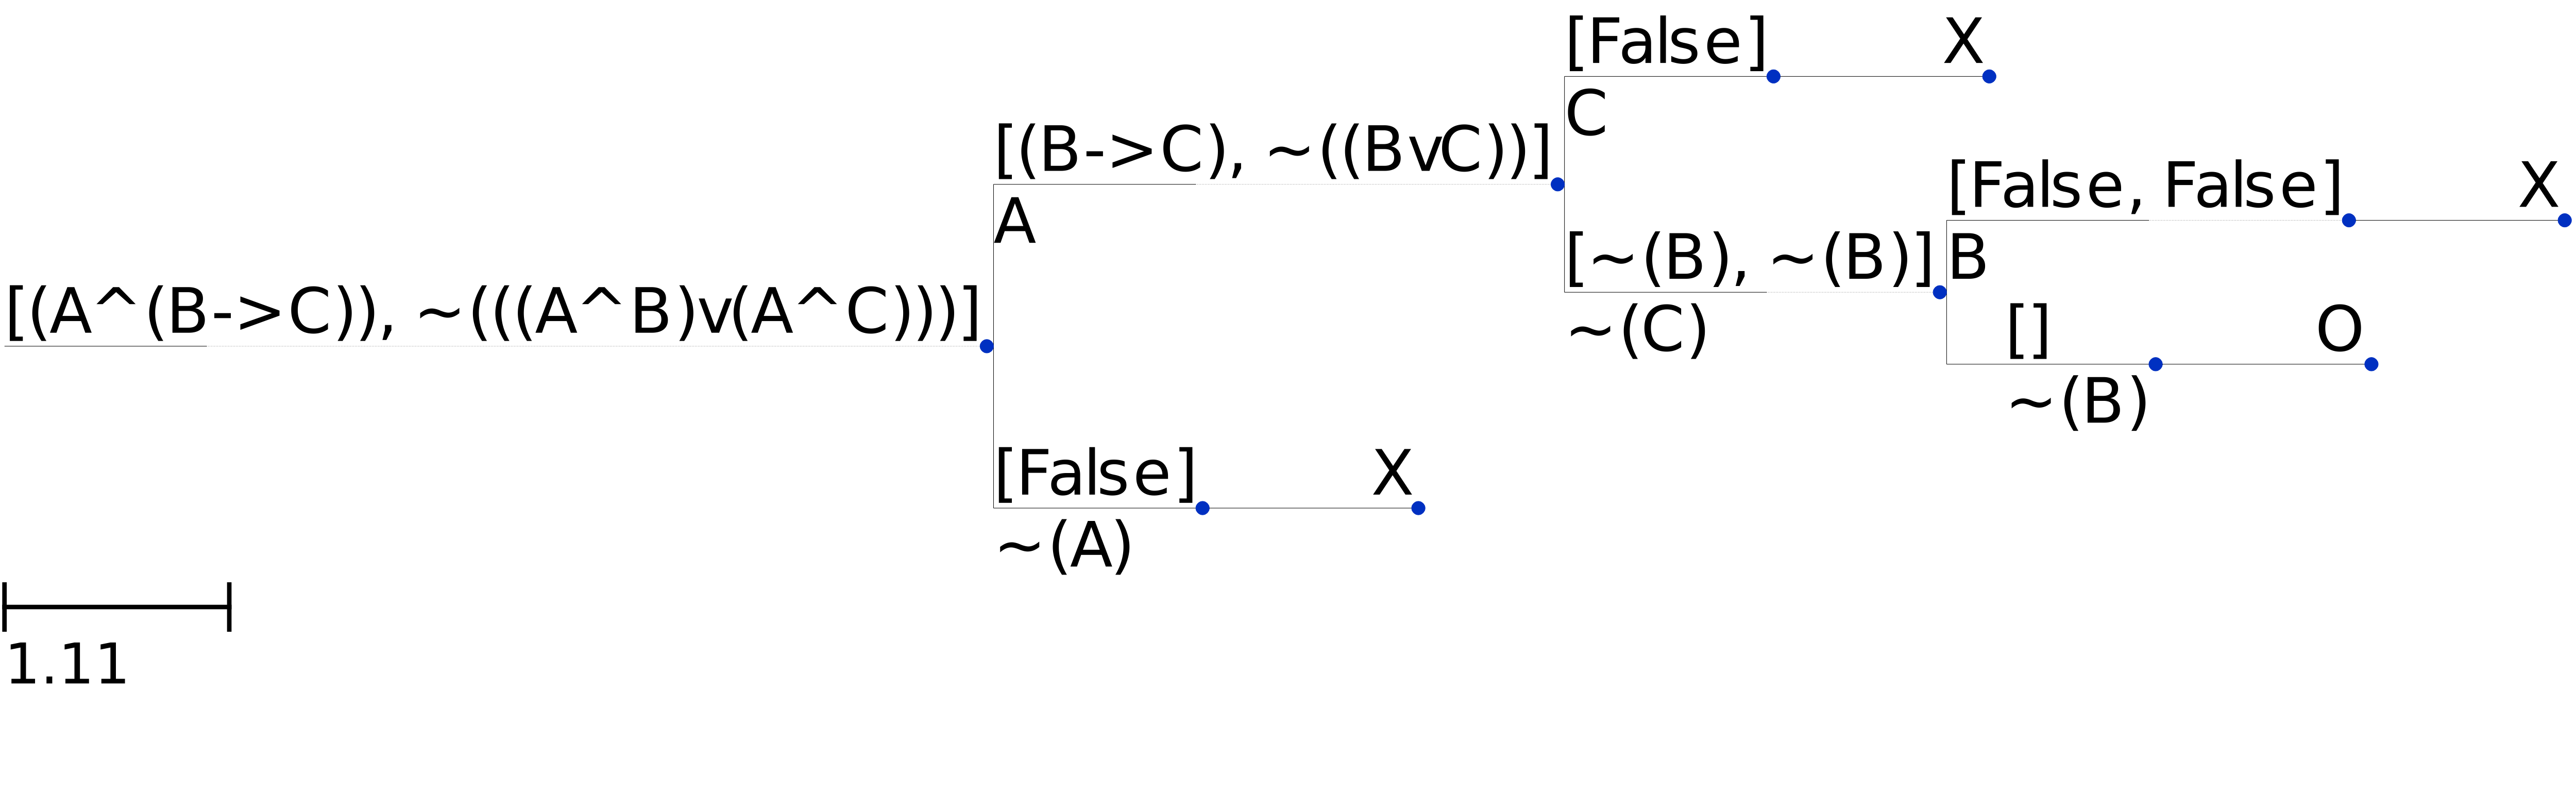 [False] X
C
[(B->C), ~((BvC))]
A
[False, False] X
B
[~(B), ~(B)]
~(C)
[(A^(B->C)), ~(((A^B)v(A^C)))]
[] O
~(B)
[False] X
~(A)
1.11